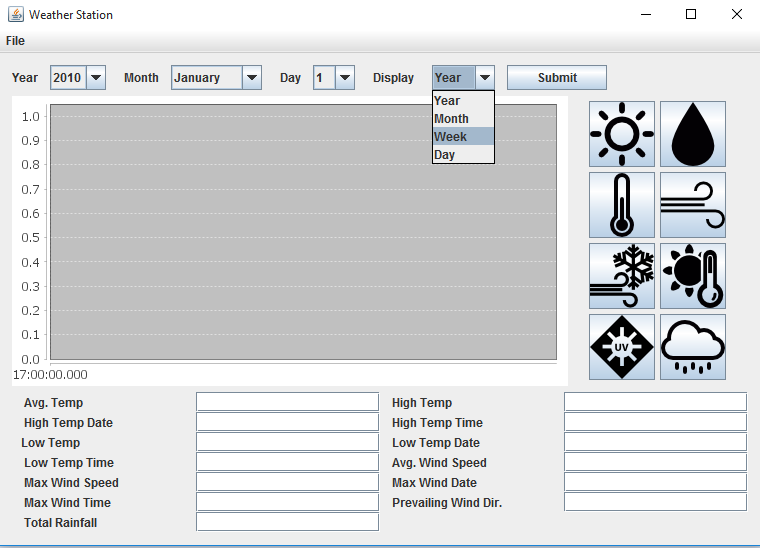 Weather Station
File
Year 2010 Month January Day 1 Display Year Submit
Year
Month
Week
Day
1.0
0.9
0.8
0.7
0.6
0.5
0.4
0.3
0.2
0.1
0.0
17:00:00.000
UV
Avg. Temp High Temp
High Temp Date High Temp Time
Low Temp Low Temp Date
Low Temp Time Avg. Wind Speed
Max Wind Speed Max Wind Date
Max Wind Time Prevailing Wind Dir.
Total Rainfall